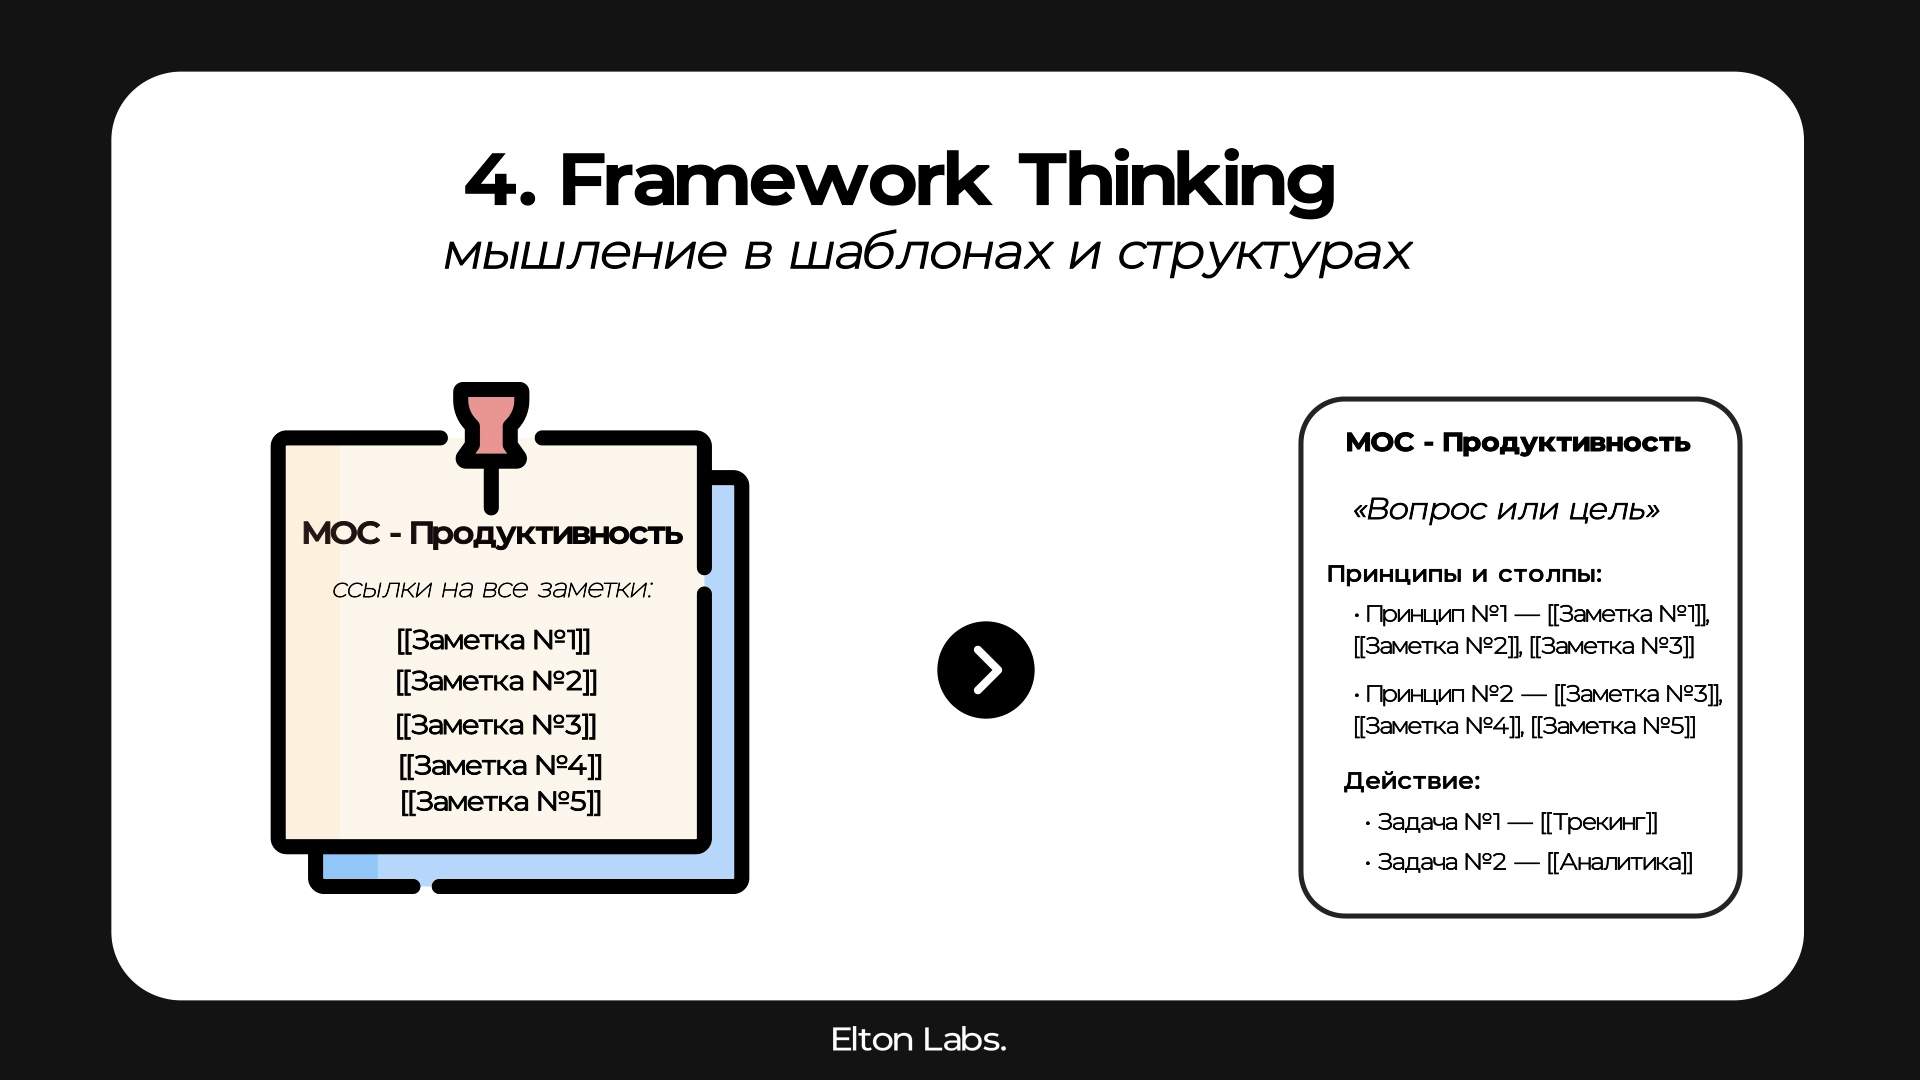 4. Framework Thinking
мышление в шаблонах и структурах
МОС - Продуктивность
ссылки на все заметки:
[[Заметка №1]]
[[Заметка №2]]
[[Заметка №3]]
[[Заметка №4]]
[[Заметка №5]]
МОС - Продуктивность
«Вопрос или цель»
Принципы и столпы:
· Принцип №1 — [[Заметка №1]],
[[Заметка №2]], [[Заметка №3]]
· Принцип №2 — [[Заметка №3]],
[[Заметка №4]], [[Заметка №5]]
Действие:
· Задача №1 — [[Трекинг]]
· Задача №2 — [[Аналитика]]
Elton Labs.